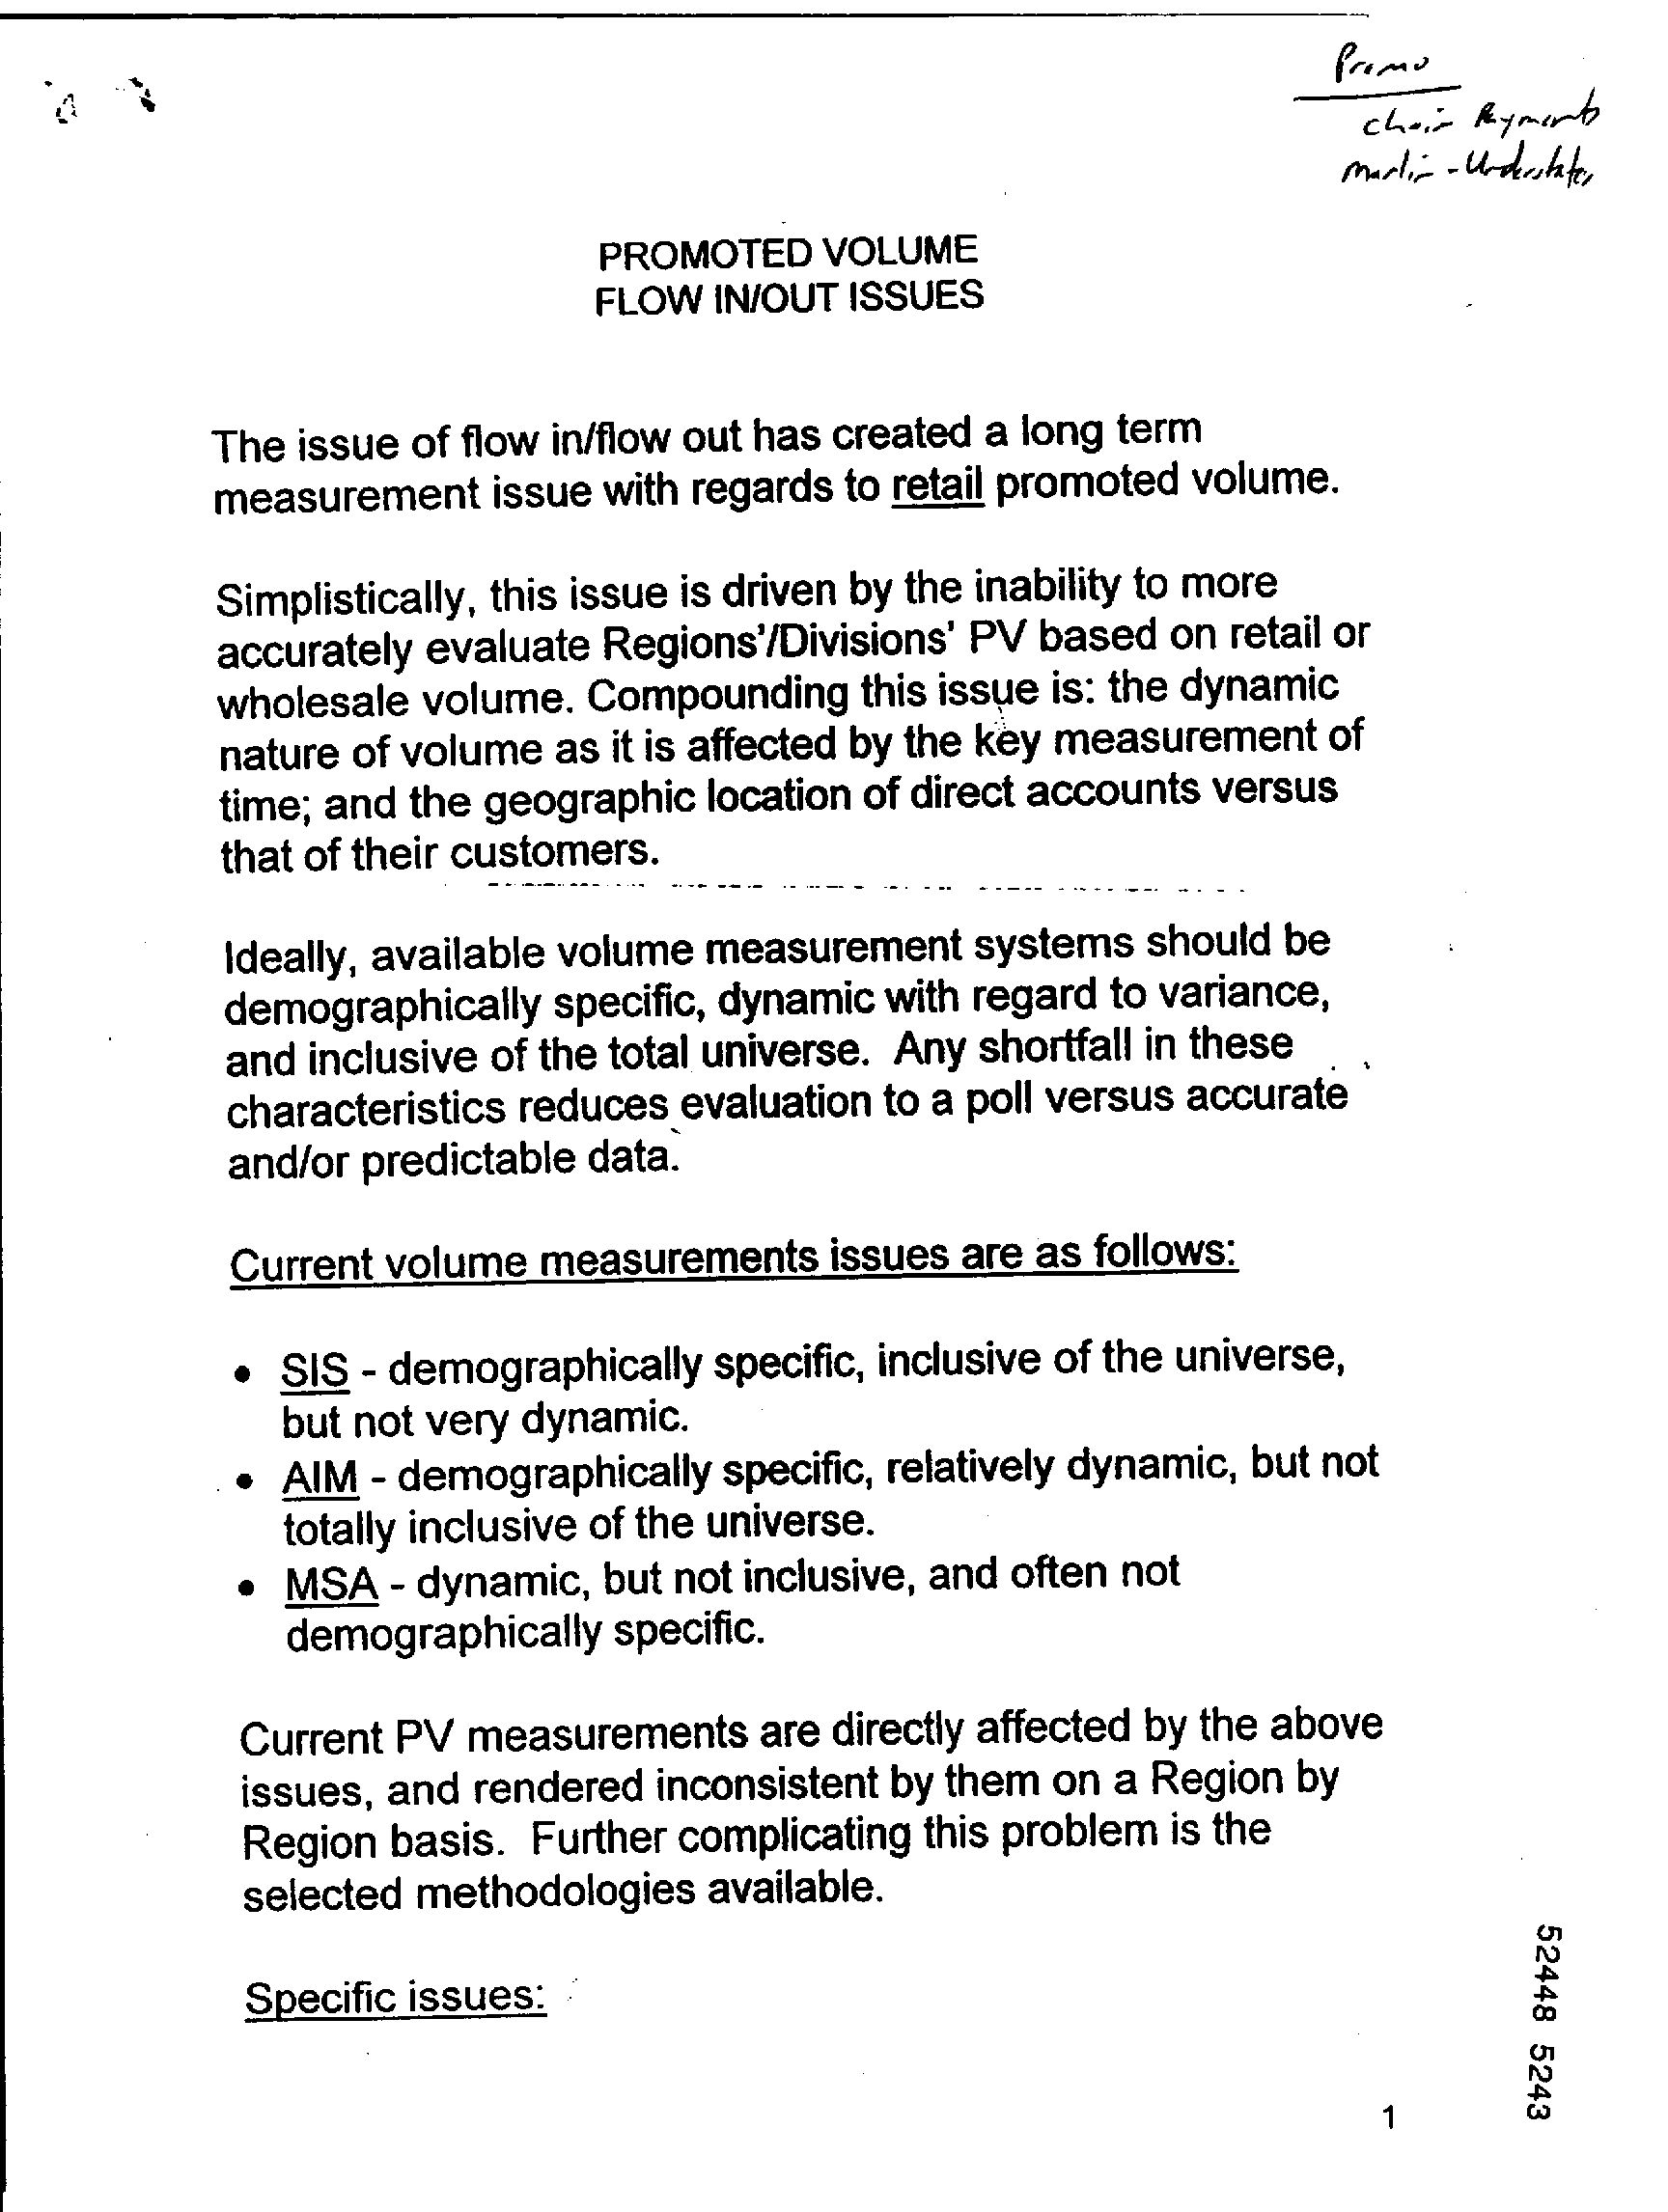 Promo
chain Payments
PROMOTED VOLUME
FLOW IN/OUT ISSUES
The issue of flow in/flow out has created a long term
measurement issue with regards to retail promoted volume.
Simplistically, this issue is driven by the inability to more
accurately evaluate Regions'/Divisions' PV based on retail or
wholesale volume. Compounding this issue is: the dynamic
nature of volume as it is affected by the key measurement of
time; and the geographic location of direct accounts versus
that of their customers.
Ideally, available volume measurement systems should be
demographically specific, dynamic with regard to variance,
and inclusive of the total universe. Any shortfall in these
characteristics reduces evaluation to a poll versus accurate
and/or predictable data.
Current volume measurements issues are as follows:
• SIS - demographically specific, inclusive of the universe,
but not very dynamic.
• AIM - demographically specific, relatively dynamic, but not
totally inclusive of the universe.
• MSA - dynamic, but not inclusive, and often not
demographically specific.
Current PV measurements are directly affected by the above
issues, and rendered inconsistent by them on a Region by
Region basis. Further complicating this problem is the
selected methodologies available.
Specific issues:
52448 5243
1